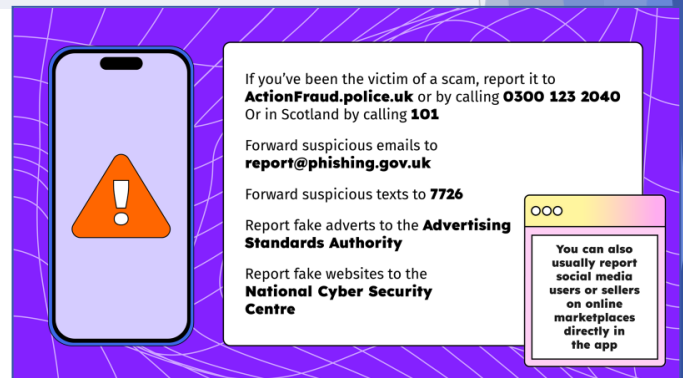 If you've been the victim of a scam, report it to
ActionFraud.police.uk or by calling 0300 123 2040
Or in Scotland by calling 101
Forward suspicious emails to
report@phishing.gov.uk
Forward suspicious texts to 7726
Report fake adverts to the Advertising
Standards Authority
Report fake websites to the
National Cyber Security
Centre
You can also
usually report
social media
users or sellers
on online
marketplaces
directly in
the app